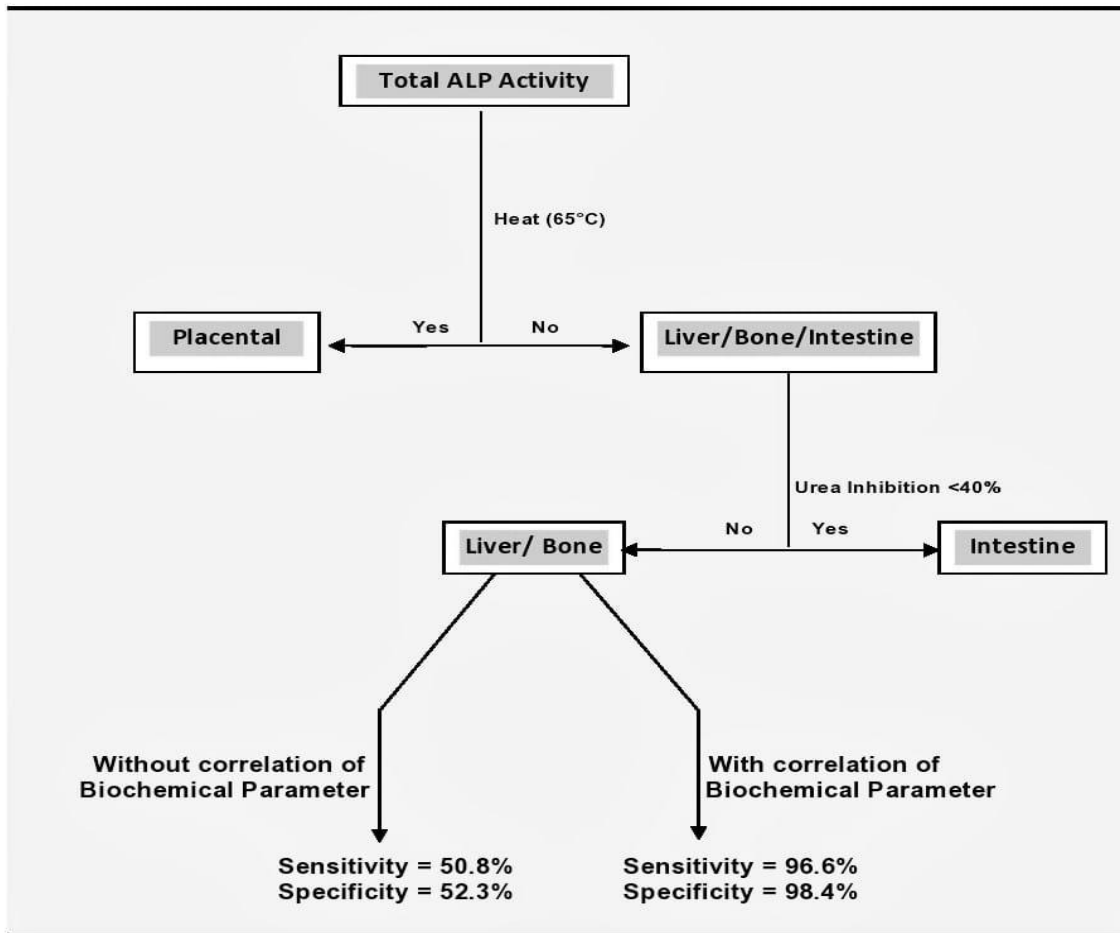 Total ALP Activity
Heat (65°C)
Yes
No
Placental
Liver/Bone/Intestine
Urea Inhibition <40%
No
Yes
Liver/ Bone
Intestine
Without correlation of
Biochemical Parameter
With correlation of
Biochemical Parameter
Sensitivity = 50.8%
Specificity = 52.3%
Sensitivity = 96.6%
Specificity = 98.4%